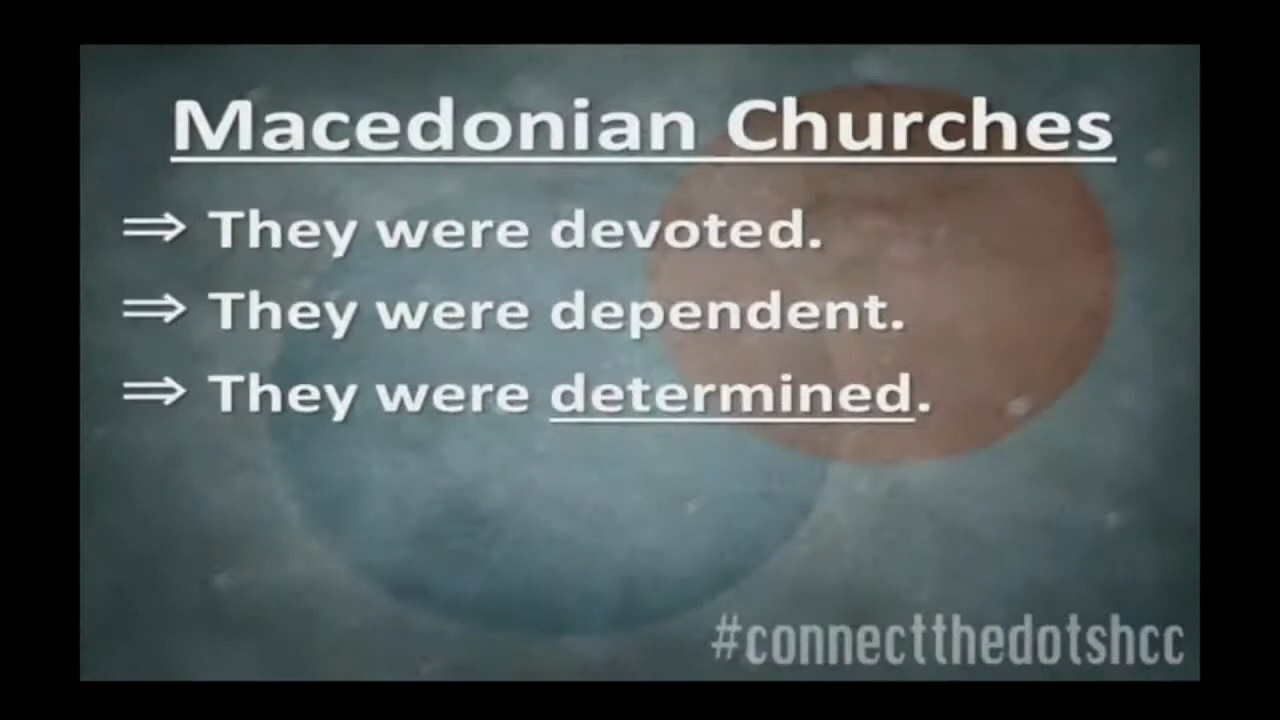 Macedonian Churches
⇒ They were devoted.
⇒ They were dependent.
⇒ They were determined.
#connectthedotshcc